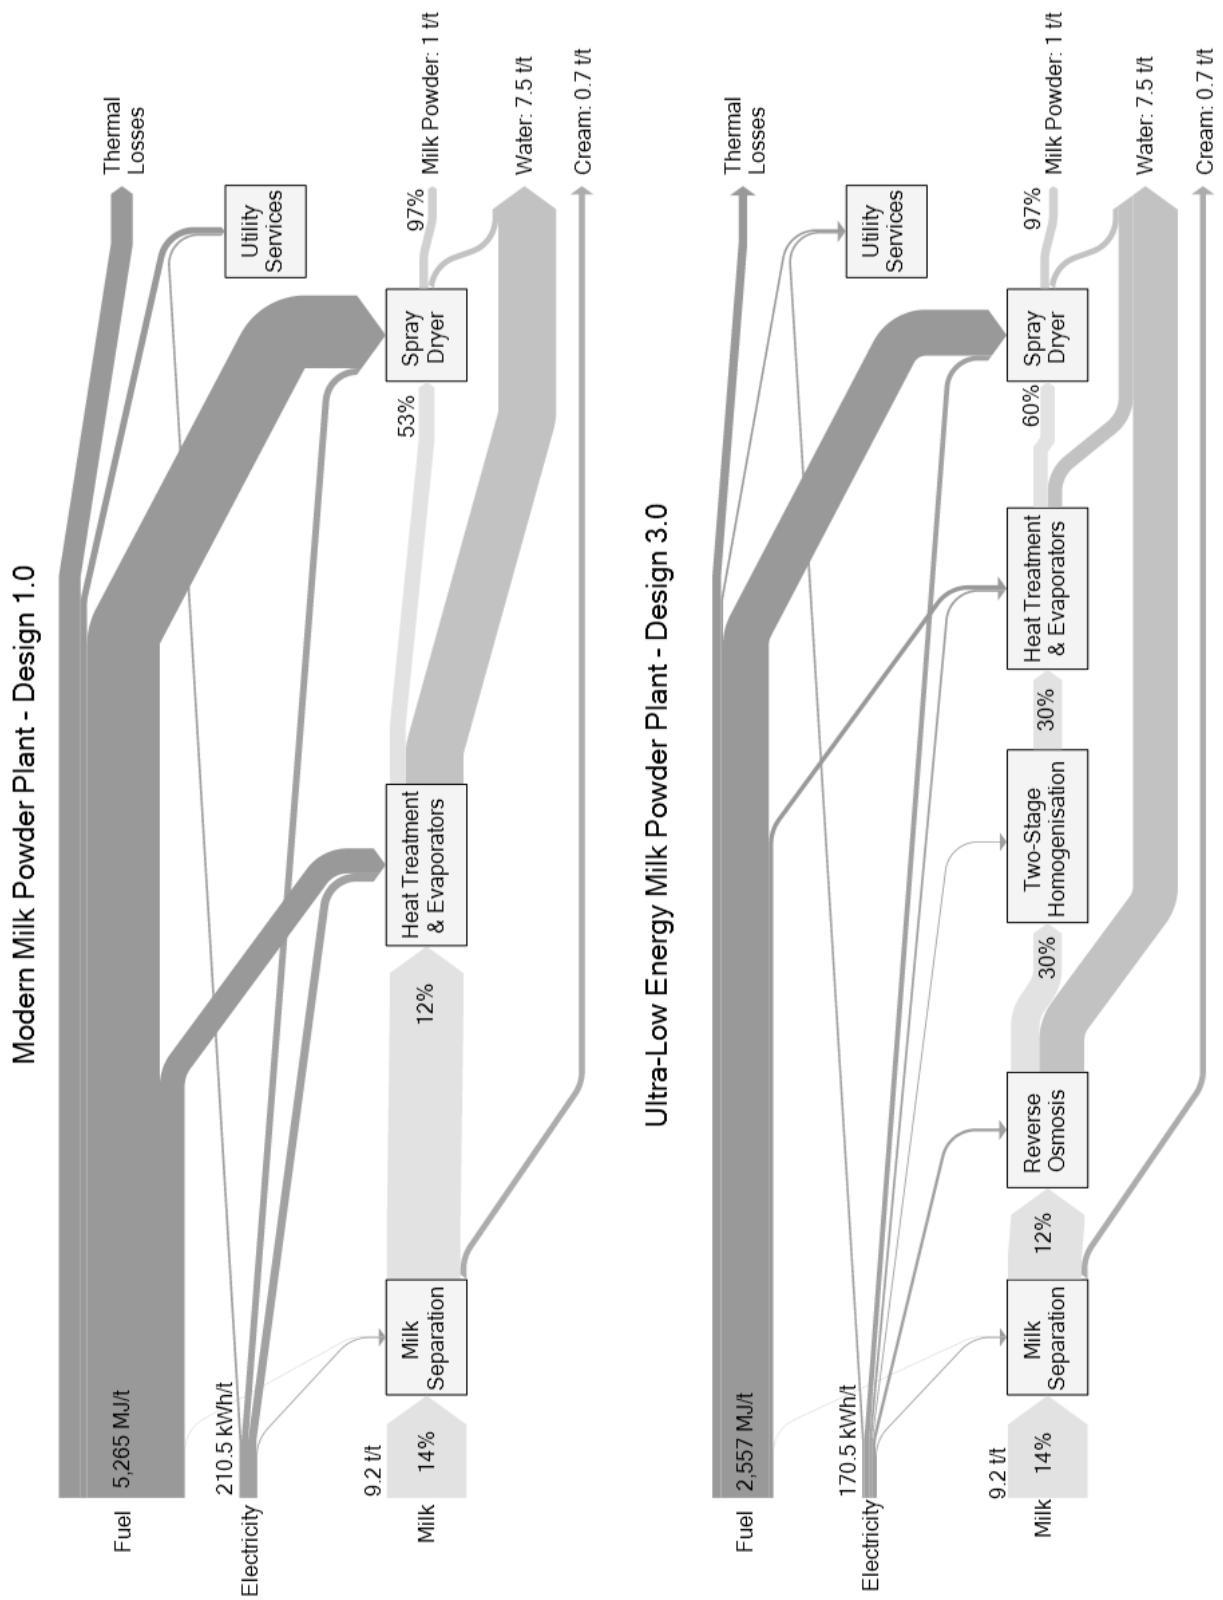 Modern Milk Powder Plant - Design 1.0
Fuel
5,265 MJ/t
Thermal
Losses
Electricity
210.5 kWh/t
Utility
Services
Milk
9.2 t/t
14%
Milk
Separation
12%
Heat Treatment
& Evaporators
53%
Spray
Dryer
97%
Milk Powder: 1 t/t
Water: 7.5 t/t
Cream: 0.7 t/t
Ultra-Low Energy Milk Powder Plant - Design 3.0
Fuel
2,557 MJ/t
Thermal
Losses
Electricity
170.5 kWh/t
Utility
Services
Milk
9.2 t/t
14%
Milk
Separation
12%
Reverse
Osmosis
30%
Two-Stage
Homogenisation
30%
Heat Treatment
& Evaporators
60%
Spray
Dryer
97%
Milk Powder: 1 t/t
Water: 7.5 t/t
Cream: 0.7 t/t